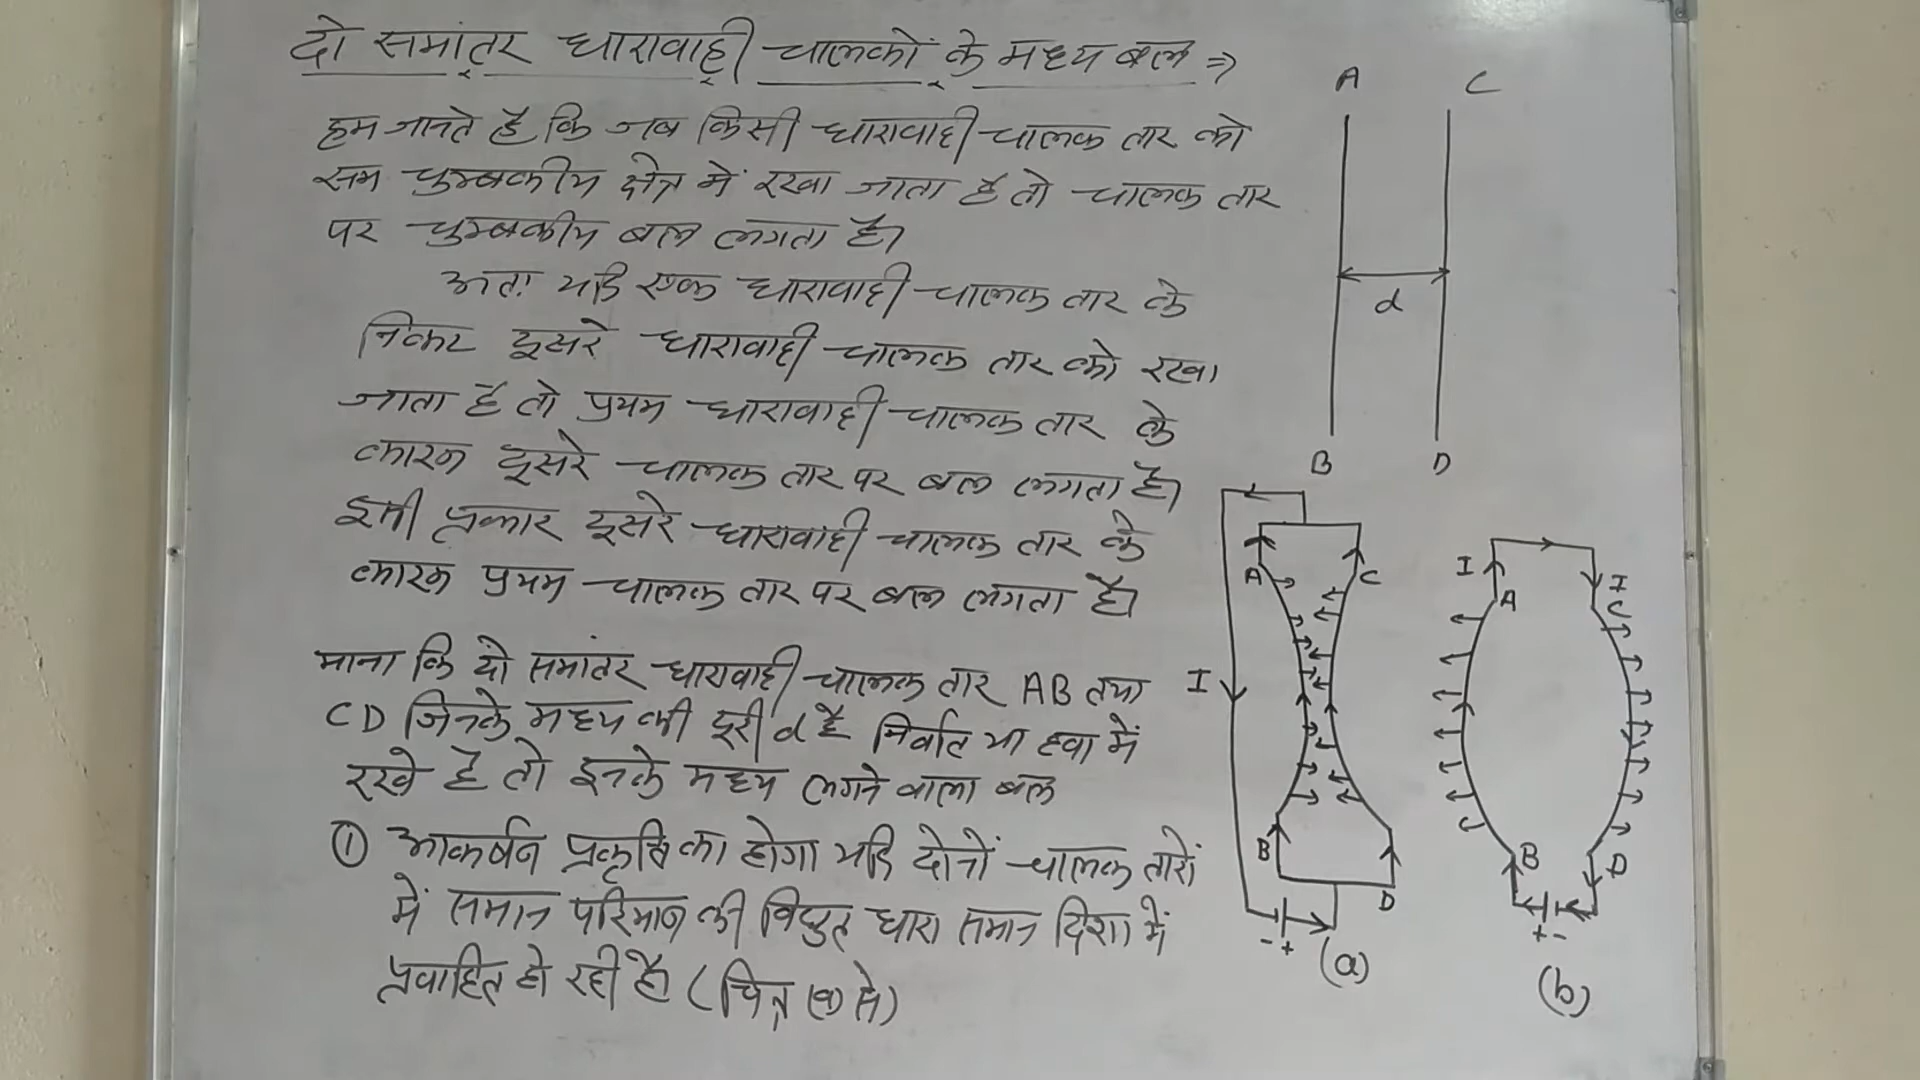 दो समांतर धारावाही चालकों के मध्य बल ⇒
हम जानते है कि जब किसी धारावाही चालक तार को
सम चुम्बकीय क्षेत्र में रखा जाता है तो चालक तार
पर चुम्बकीय बल लगता है।
अतः यदि एक धारावाही चालक तार के
निकट दूसरे धारावाही चालक तार को रखा
जाता है तो प्रथम धारावाही चालक तार के
कारण दूसरे चालक तार पर बल लगता है।
इसी प्रकार दूसरे धारावाही चालक तार के
कारण प्रथम चालक तार पर बल लगता है।
माना कि दो समांतर धारावाही चालक तार AB तथा
CD जिनके मध्य की दूरी d है निर्वात या हवा में
रखे है तो इनके मध्य लगने वाला बल
① आकर्षन प्रकृति का होगा यदि दोनों चालक तारों
में समान परिमाण की विद्युत धारा समान दिशा में
प्रवाहित हो रही है। (चित्र (a) से)
A C
d
B D
A C
I
B D
- +
(a)
I I
A C
B D
+ -
(b)